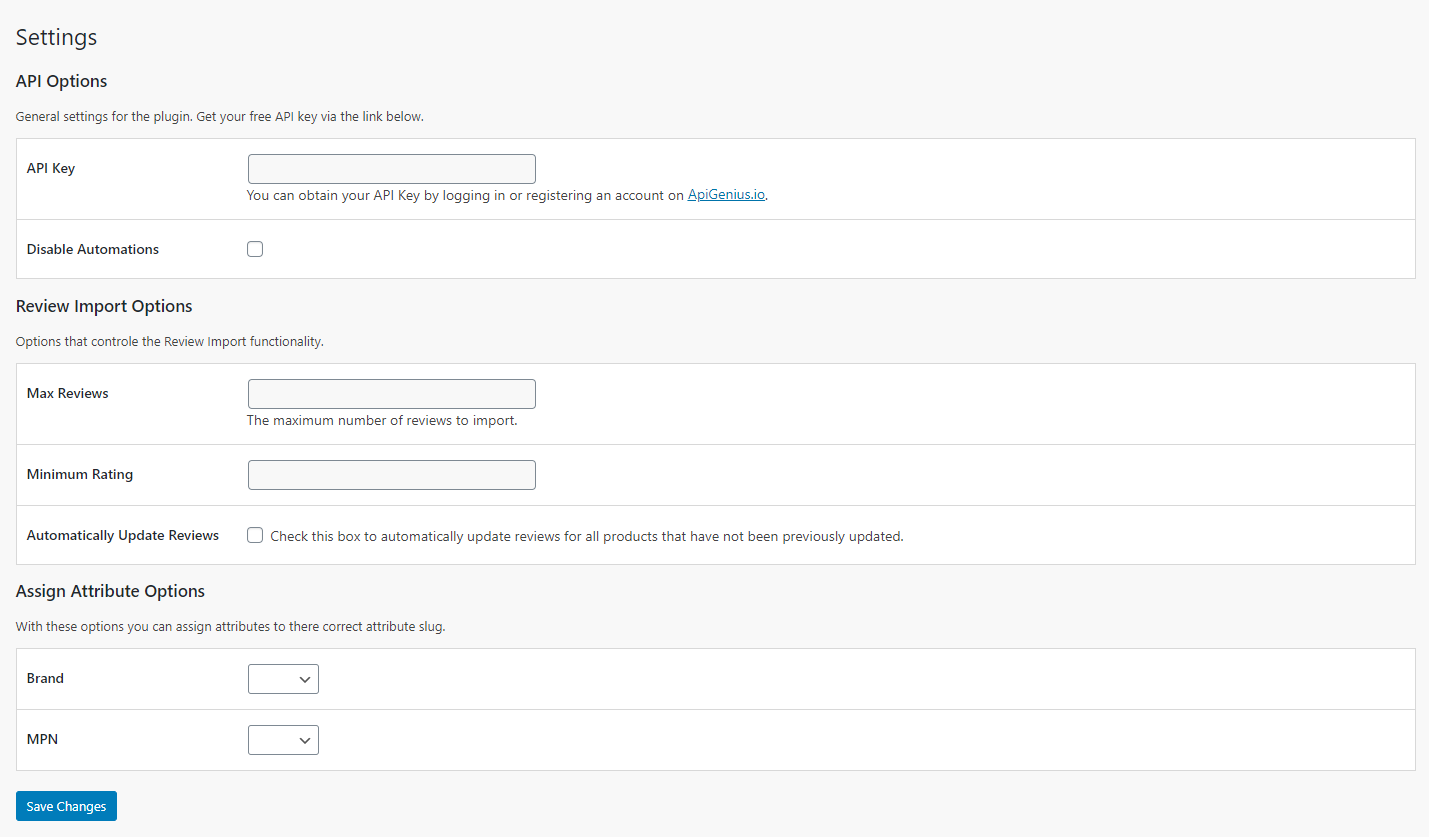 Settings
API Options
General settings for the plugin. Get your free API key via the link below.
API Key
You can obtain your API Key by logging in or registering an account on ApiGenius.io.
Disable Automations
Review Import Options
Options that controle the Review Import functionality.
Max Reviews
The maximum number of reviews to import.
Minimum Rating
Automatically Update Reviews Check this box to automatically update reviews for all products that have not been previously updated.
Assign Attribute Options
With these options you can assign attributes to there correct attribute slug.
Brand
MPN
Save Changes